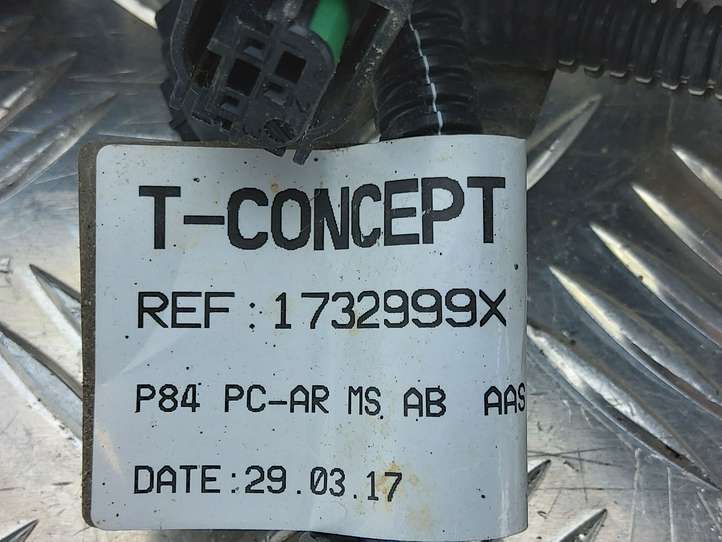 T-CONCEPT
REF:1732999X
P84 PC-AR MS AB AAS
DATE:29.03.17